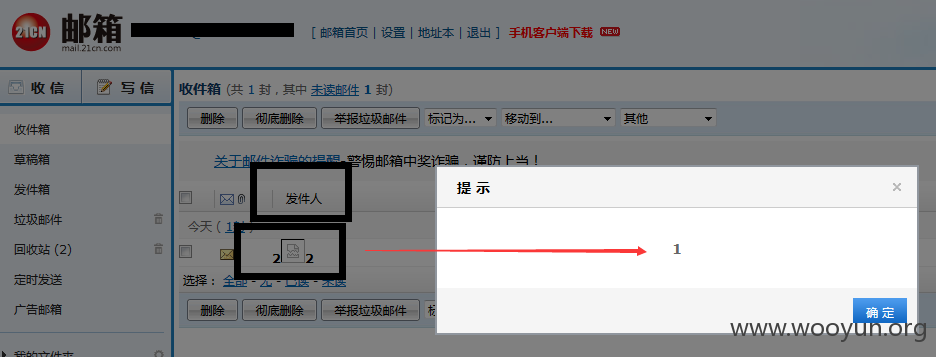 21CN 邮箱 mail.21cn.com [ 邮箱首页 | 设置 | 地址本 | 退出 ] 手机客户端下载 NEW
收 信 写 信
收件箱 (共 1 封，其中 未读邮件 1 封)
删除 彻底删除 举报垃圾邮件 标记为... 移动到... 其他
收件箱
草稿箱
发件箱
垃圾邮件
回收站 (2)
定时发送
广告邮箱
我的文件夹
关于邮件诈骗的提醒-警惕邮箱中奖诈骗，谨防上当！
发件人
今天 ( 1
2 2
选择： 全部 - 无 - 已读 - 未读
删除 彻底删除 举报垃圾邮件
提 示 ×
1
确 定
www.wooyun.org